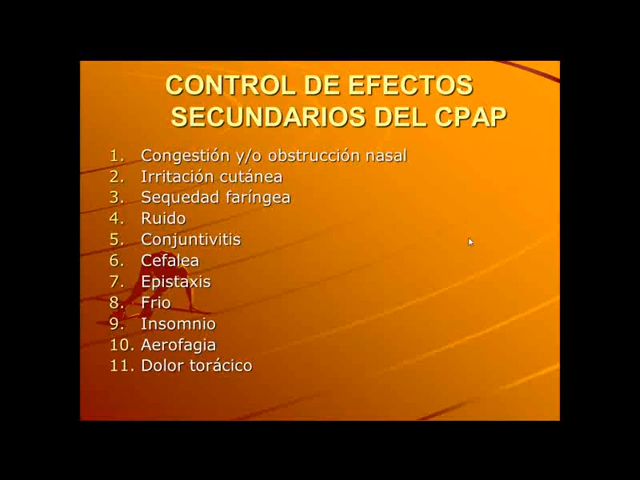 CONTROL DE EFECTOS
SECUNDARIOS DEL CPAP
1. Congestión y/o obstrucción nasal
2. Irritación cutánea
3. Sequedad faríngea
4. Ruido
5. Conjuntivitis
6. Cefalea
7. Epistaxis
8. Frio
9. Insomnio
10. Aerofagia
11. Dolor torácico